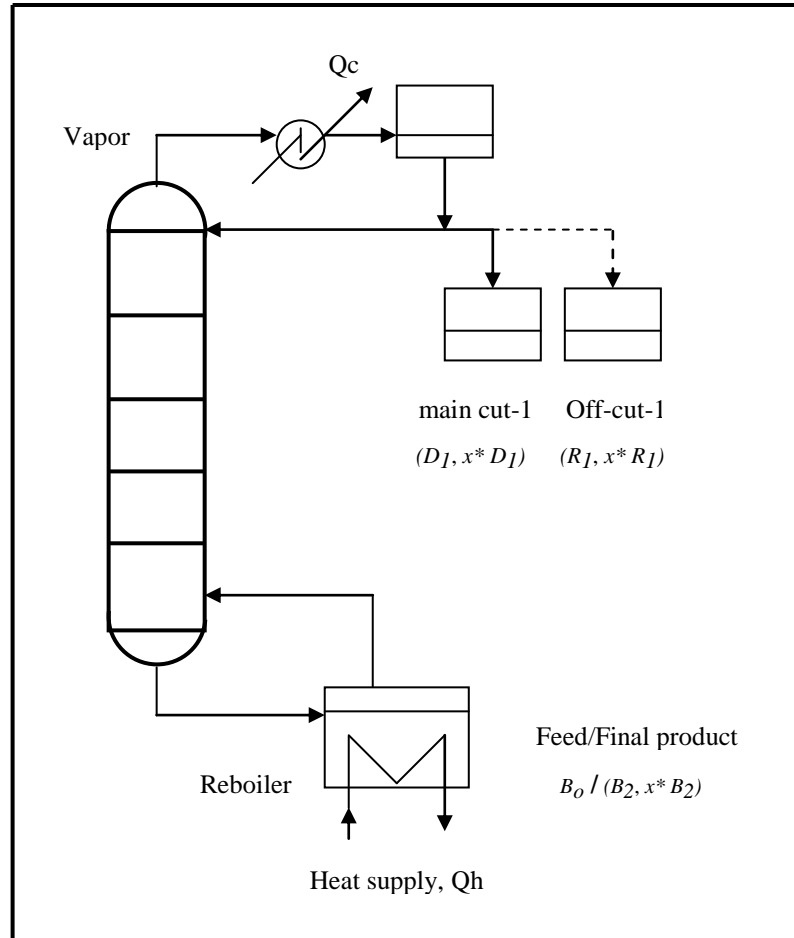 Qc
Vapor
main cut-1
Off-cut-1
(D1, x* D1)
(R1, x* R1)
Feed/Final product
Reboiler
Bo / (B2, x* B2)
Heat supply, Qh